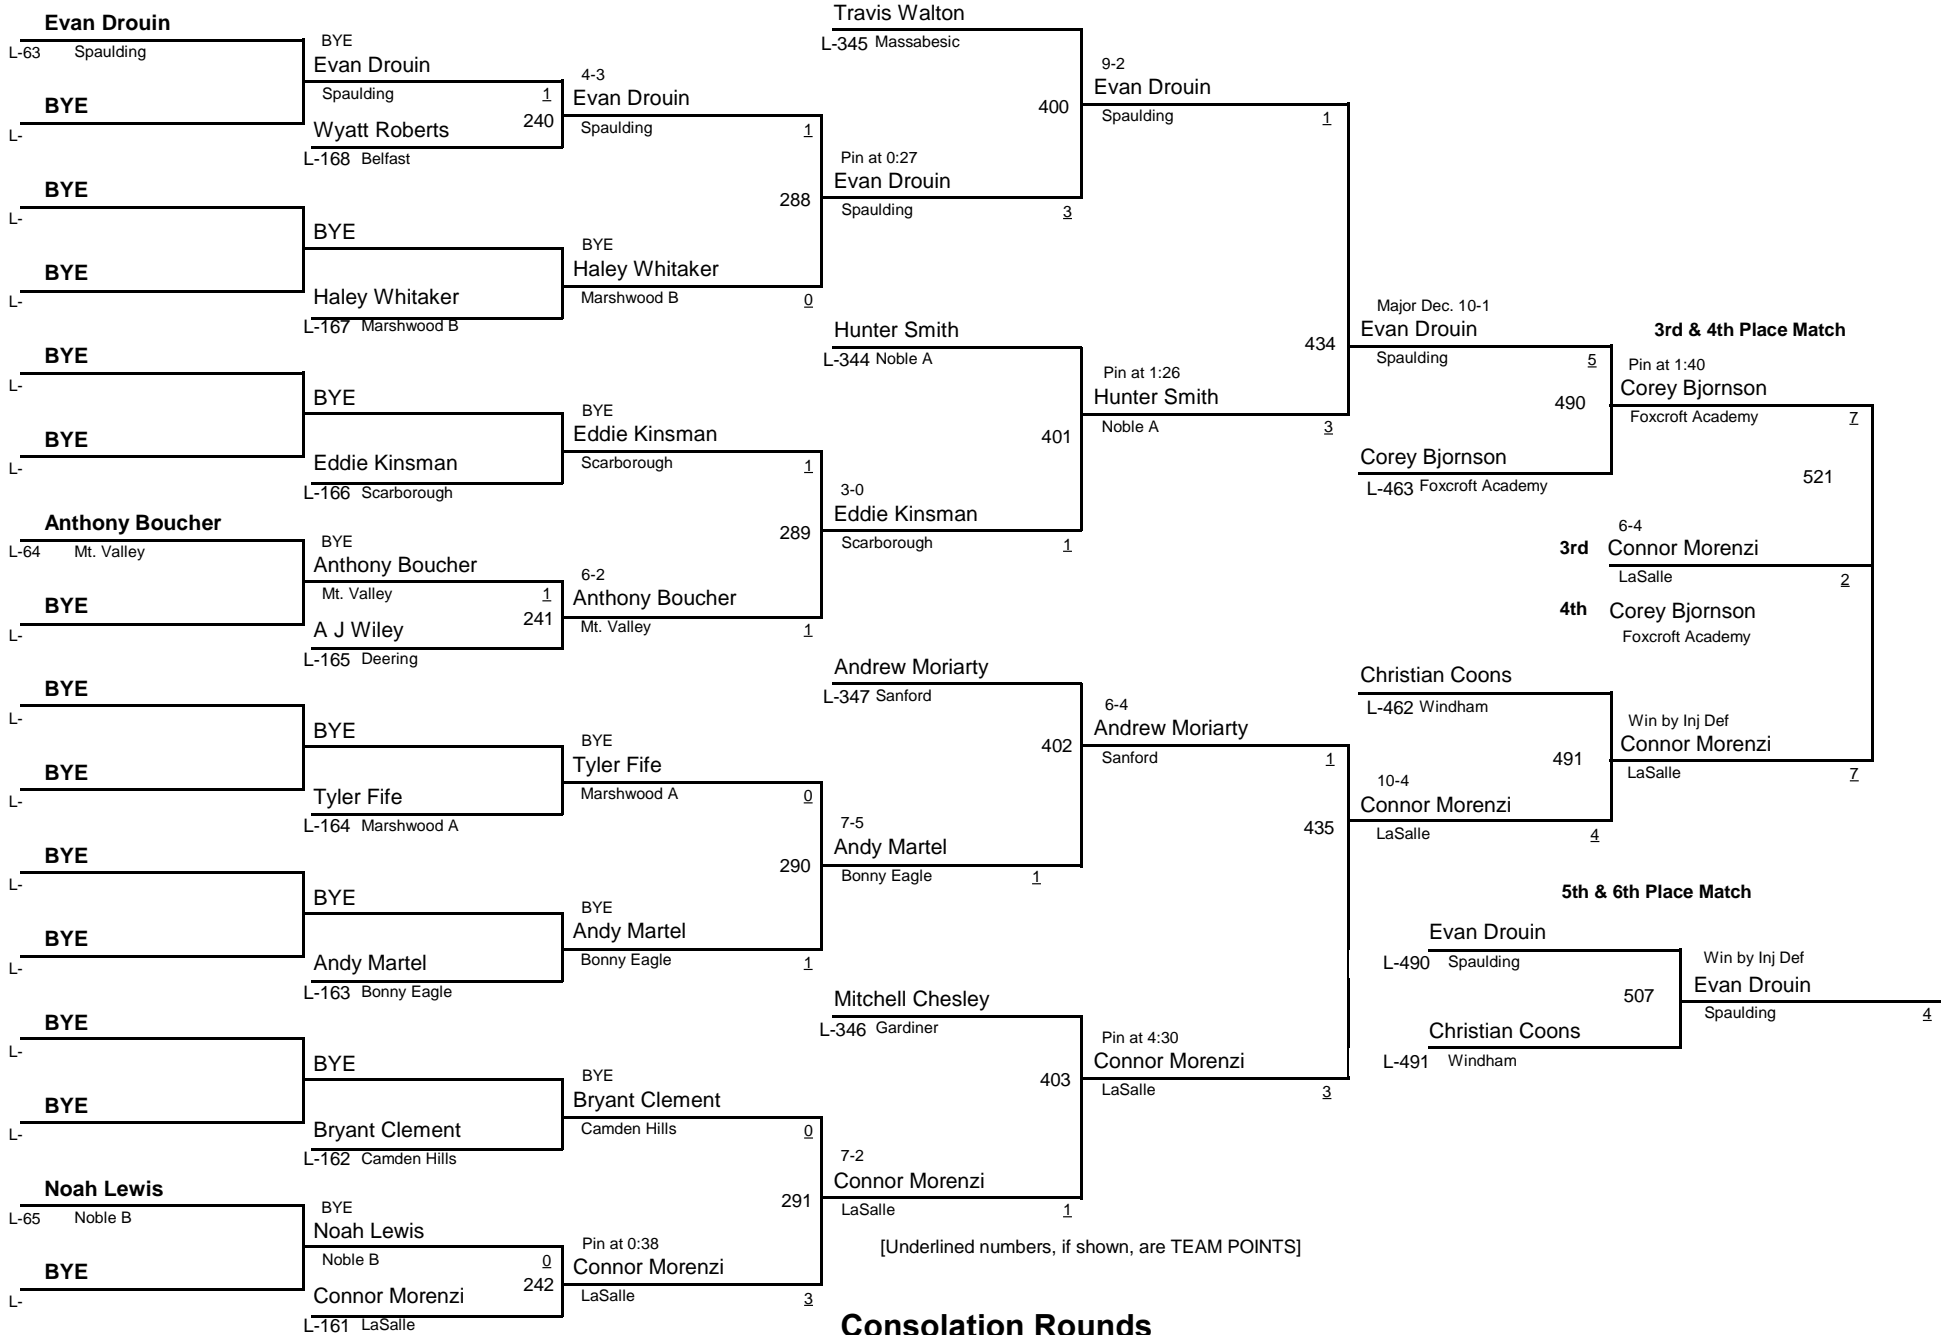 Evan Drouin
L-63 Spaulding
BYE
L-
BYE
L-
BYE
L-
BYE
L-
BYE
L-
Anthony Boucher
L-64 Mt. Valley
BYE
L-
BYE
L-
BYE
L-
BYE
L-
BYE
L-
BYE
L-
BYE
L-
Noah Lewis
L-65 Noble B
BYE
L-
BYE
Evan Drouin
Spaulding 1
240
Wyatt Roberts
L-168 Belfast
BYE
Haley Whitaker
L-167 Marshwood B
BYE
Eddie Kinsman
L-166 Scarborough
BYE
Anthony Boucher
Mt. Valley 1
241
A J Wiley
L-165 Deering
BYE
Tyler Fife
L-164 Marshwood A
BYE
Andy Martel
L-163 Bonny Eagle
BYE
Bryant Clement
L-162 Camden Hills
BYE
Noah Lewis
Noble B 0
242
Connor Morenzi
L-161 LaSalle
4-3
Evan Drouin
Spaulding 1
288
BYE
Haley Whitaker
Marshwood B 0
BYE
Eddie Kinsman
Scarborough 1
289
6-2
Anthony Boucher
Mt. Valley 1
BYE
Tyler Fife
Marshwood A 0
290
BYE
Andy Martel
Bonny Eagle 1
BYE
Bryant Clement
Camden Hills 0
291
Pin at 0:38
Connor Morenzi
LaSalle 3
Travis Walton
L-345 Massabesic
400
Pin at 0:27
Evan Drouin
Spaulding 3
Hunter Smith
L-344 Noble A
401
3-0
Eddie Kinsman
Scarborough 1
Andrew Moriarty
L-347 Sanford
402
7-5
Andy Martel
Bonny Eagle 1
Mitchell Chesley
L-346 Gardiner
403
7-2
Connor Morenzi
LaSalle 1
9-2
Evan Drouin
Spaulding 1
434
Pin at 1:26
Hunter Smith
Noble A 3
6-4
Andrew Moriarty
Sanford 1
435
Pin at 4:30
Connor Morenzi
LaSalle 3
Major Dec. 10-1
Evan Drouin
Spaulding 5
490
Corey Bjornson
L-463 Foxcroft Academy
Christian Coons
L-462 Windham
491
10-4
Connor Morenzi
LaSalle 4
3rd & 4th Place Match
Pin at 1:40
Corey Bjornson
Foxcroft Academy 7
521
6-4
3rd Connor Morenzi
LaSalle 2
4th Corey Bjornson
Foxcroft Academy
Win by Inj Def
Connor Morenzi
LaSalle 7
5th & 6th Place Match
Evan Drouin
L-490 Spaulding
507
Christian Coons
L-491 Windham
Win by Inj Def
Evan Drouin
Spaulding 4
[Underlined numbers, if shown, are TEAM POINTS]
Consolation Rounds